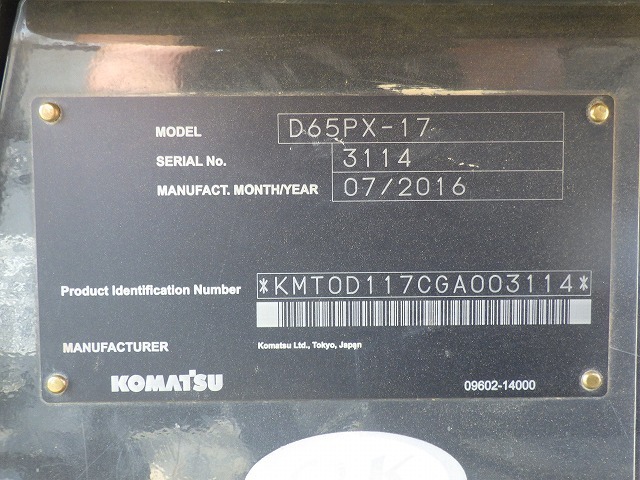 MODEL D65PX-17
SERIAL No. 3114
MANUFACT. MONTH/YEAR 07/2016
Product Identification Number *KMT0D117CGA003114*
MANUFACTURER Komatsu Ltd., Tokyo, Japan
KOMATSU 09602-14000